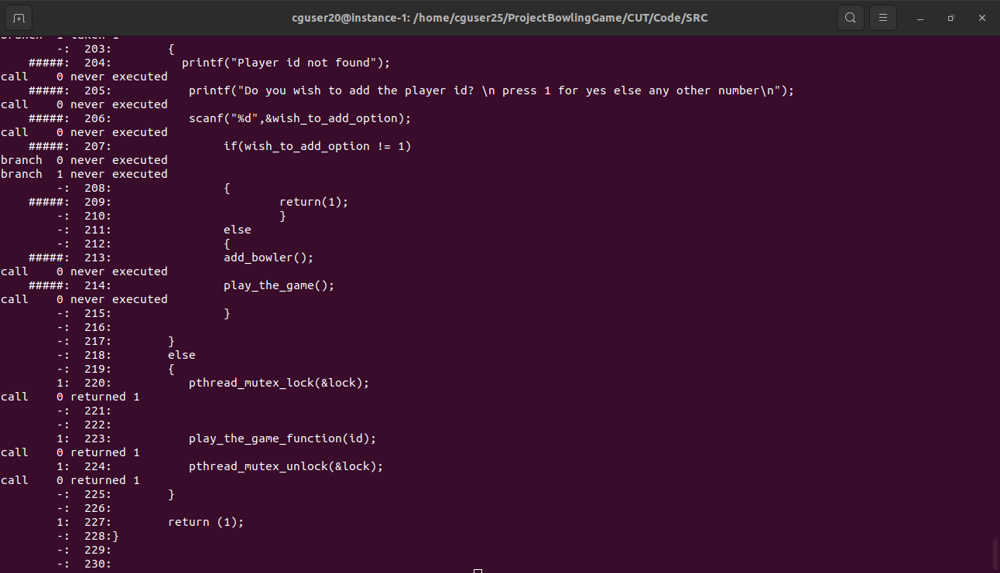 cguser20@instance-1: /home/cguser25/ProjectBowlingGame/CUT/Code/SRC
branch  1 taken 1
        -:  203:        {
    #####:  204:          printf("Player id not found");
call    0 never executed
    #####:  205:           printf("Do you wish to add the player id? \n press 1 for yes else any other number\n");
call    0 never executed
    #####:  206:           scanf("%d",&wish_to_add_option);
call    0 never executed
    #####:  207:                if(wish_to_add_option != 1)
branch  0 never executed
branch  1 never executed
        -:  208:                {
    #####:  209:                        return(1);
        -:  210:                        }
        -:  211:                else
        -:  212:                {
    #####:  213:                add_bowler();
call    0 never executed
    #####:  214:                play_the_game();
call    0 never executed
        -:  215:                }
        -:  216:
        -:  217:        }
        -:  218:        else
        -:  219:        {
        1:  220:           pthread_mutex_lock(&lock);
call    0 returned 1
        -:  221:
        -:  222:
        1:  223:           play_the_game_function(id);
call    0 returned 1
        1:  224:           pthread_mutex_unlock(&lock);
call    0 returned 1
        -:  225:        }
        -:  226:
        1:  227:        return (1);
        -:  228:}
        -:  229:
        -:  230: